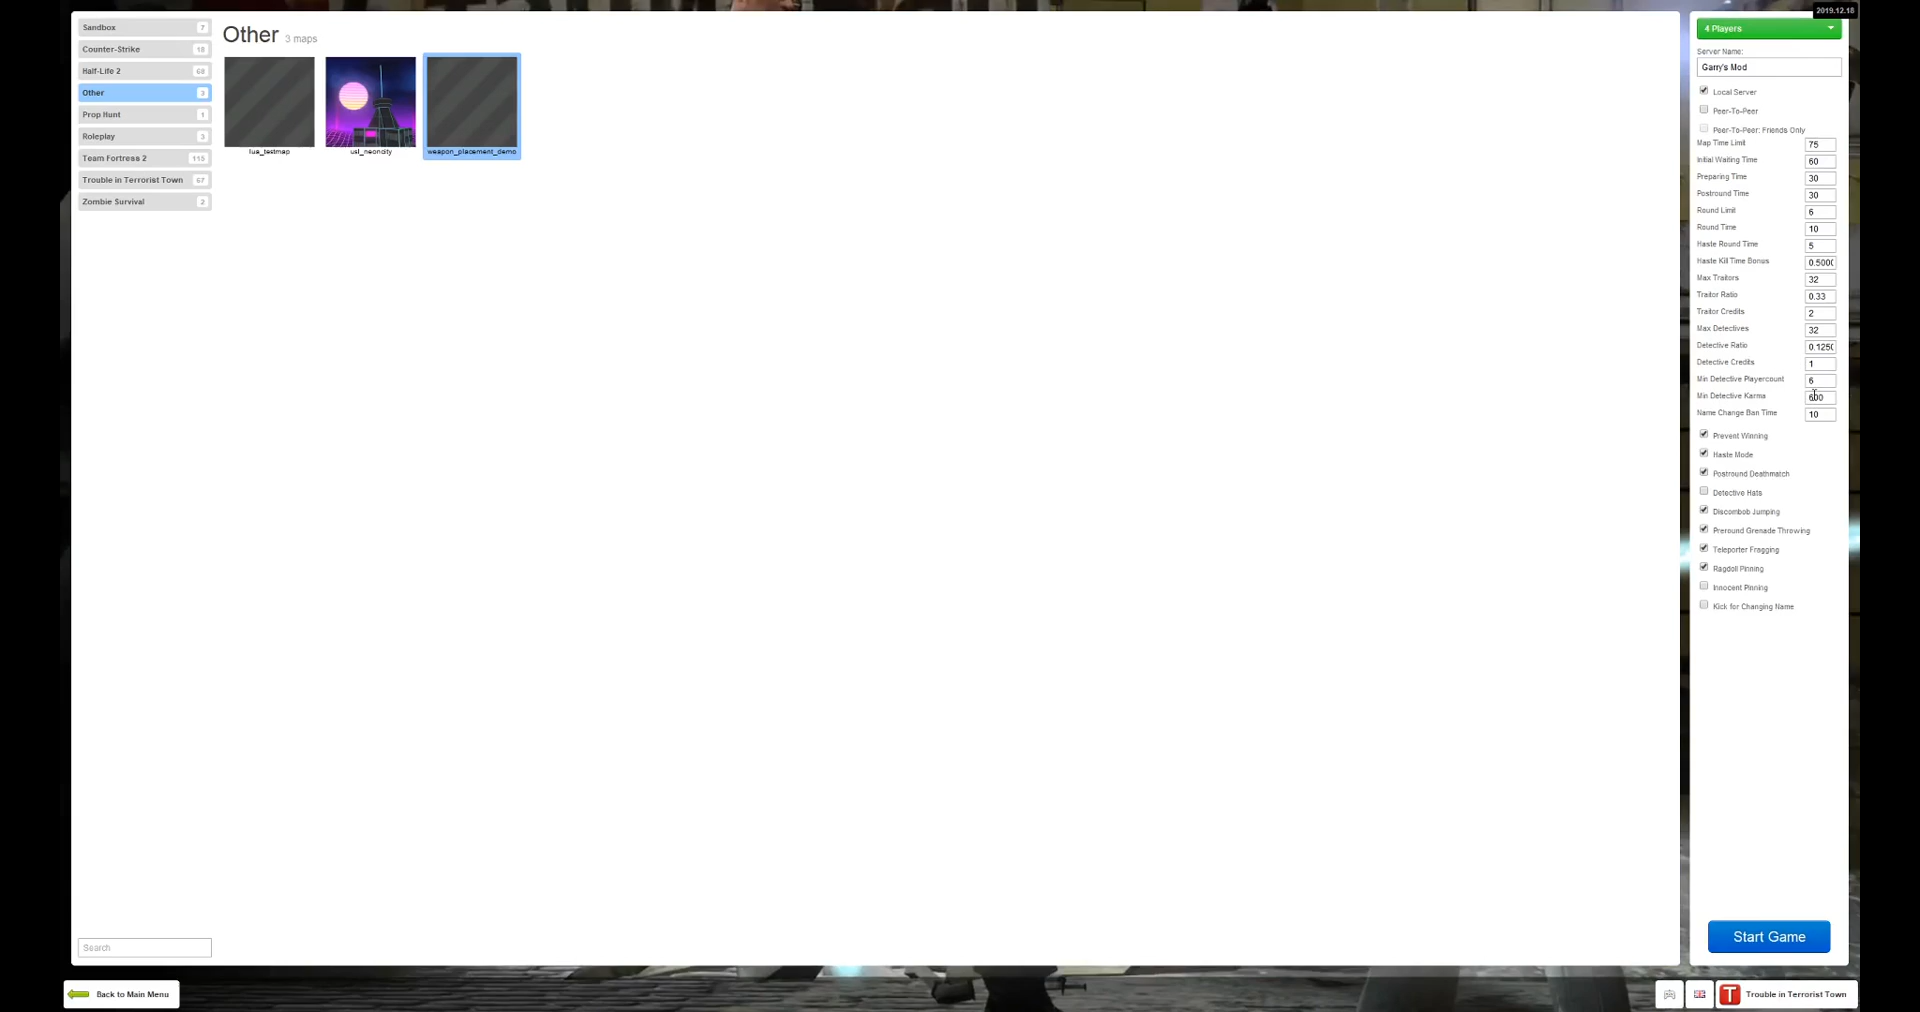 2019.12.18
Sandbox 7
Counter-Strike 18
Half-Life 2 68
Other 3
Prop Hunt 1
Roleplay 3
Team Fortress 2 115
Trouble in Terrorist Town 67
Zombie Survival 2
Search
Other 3 maps
lua_testmap
usl_neoncity
weapon_placement_demo
4 Players
Server Name:
Garry's Mod
Local Server
Peer-To-Peer
Peer-To-Peer: Friends Only
Map Time Limit 75
Initial Waiting Time 60
Preparing Time 30
Postround Time 30
Round Limit 6
Round Time 10
Haste Round Time 5
Haste Kill Time Bonus 0.500(
Max Traitors 32
Traitor Ratio 0.33
Traitor Credits 2
Max Detectives 32
Detective Ratio 0.125(
Detective Credits 1
Min Detective Playercount 6
Min Detective Karma 600
Name Change Ban Time 10
Prevent Winning
Haste Mode
Postround Deathmatch
Detective Hats
Discombob Jumping
Preround Grenade Throwing
Teleporter Fragging
Ragdoll Pinning
Innocent Pinning
Kick for Changing Name
Start Game
Back to Main Menu
T Trouble in Terrorist Town